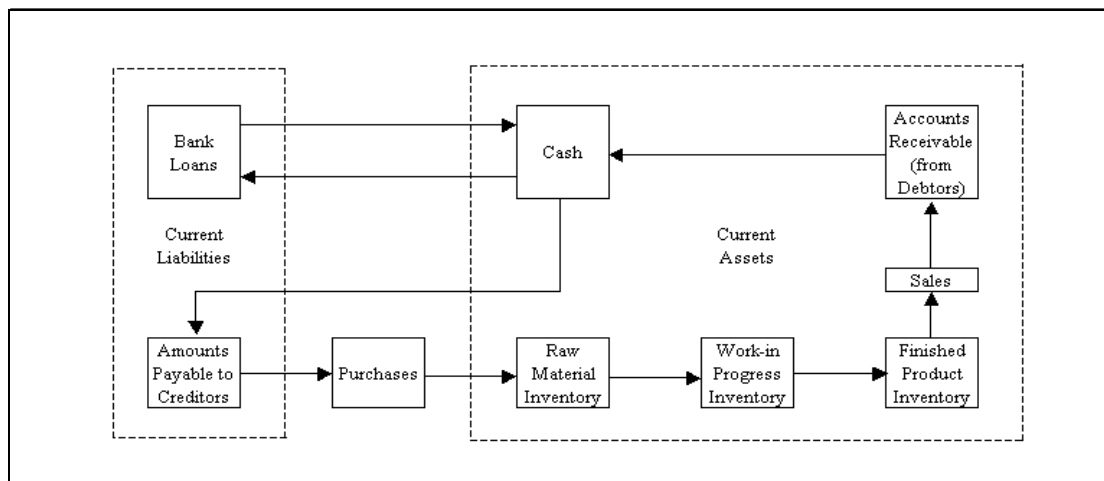 Bank
Loans
Cash
Accounts
Receivable
(from
Debtors)
Current
Liabilities
Current
Assets
Sales
Amounts
Payable to
Creditors
Purchases
Raw
Material
Inventory
Work-in
Progress
Inventory
Finished
Product
Inventory